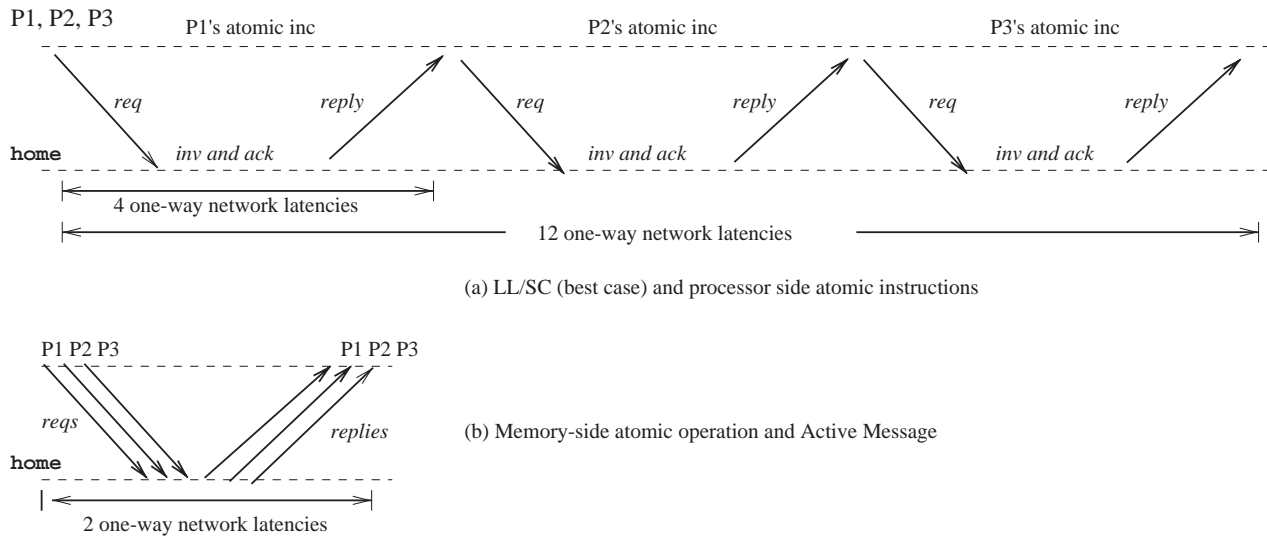 P1, P2, P3
P1's atomic inc
P2's atomic inc
P3's atomic inc
req
reply
req
reply
req
reply
home
inv and ack
inv and ack
inv and ack
4 one-way network latencies
12 one-way network latencies
(a) LL/SC (best case) and processor side atomic instructions
P1 P2 P3
P1 P2 P3
reqs
replies
(b) Memory-side atomic operation and Active Message
home
2 one-way network latencies